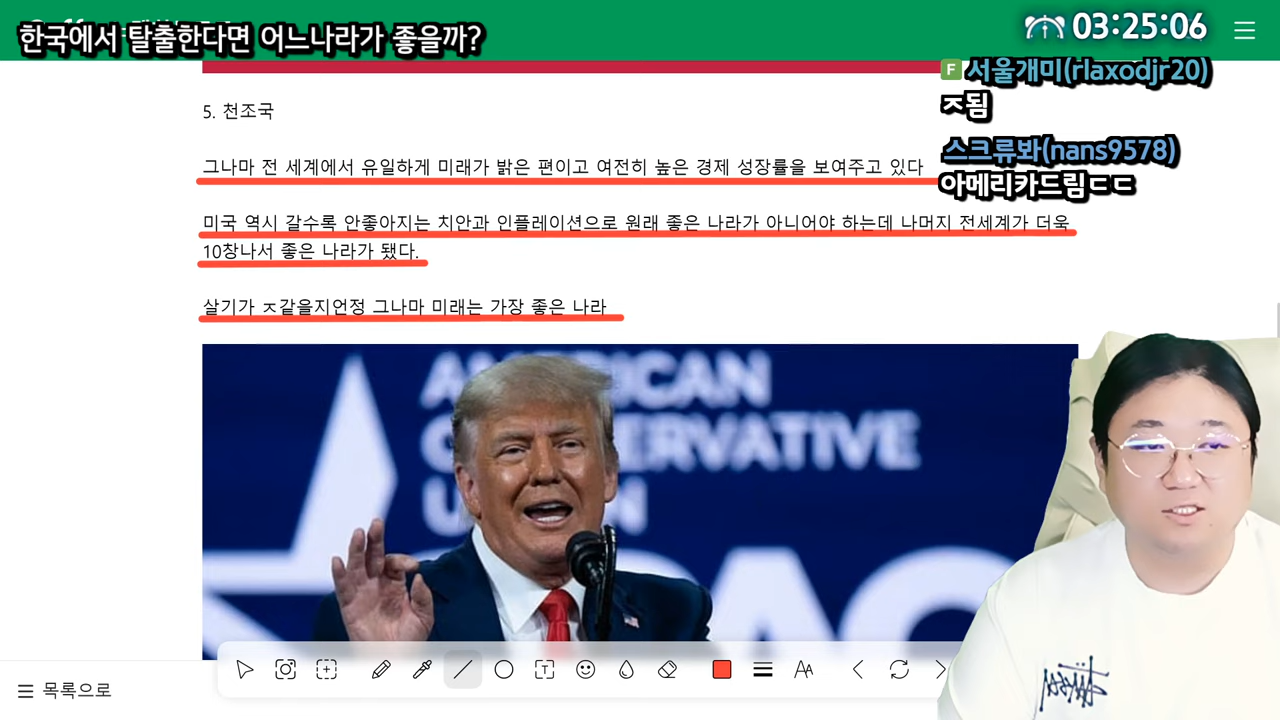 한국에서 탈출한다면 어느나라가 좋을까?
03:25:06
F 서울개미(rlaxodjr20)
ㅈ됨
스크류봐(nans9578)
아메리카드림ㄷㄷ
5. 천조국
그나마 전 세계에서 유일하게 미래가 밝은 편이고 여전히 높은 경제 성장률을 보여주고 있다
미국 역시 갈수록 안좋아지는 치안과 인플레이션으로 원래 좋은 나라가 아니어야 하는데 나머지 전세계가 더욱
10창나서 좋은 나라가 됐다.
살기가 ㅈ같을지언정 그나마 미래는 가장 좋은 나라
AMERICAN
CONSERVATIVE
UNION
CPAC
T
AA
목록으로